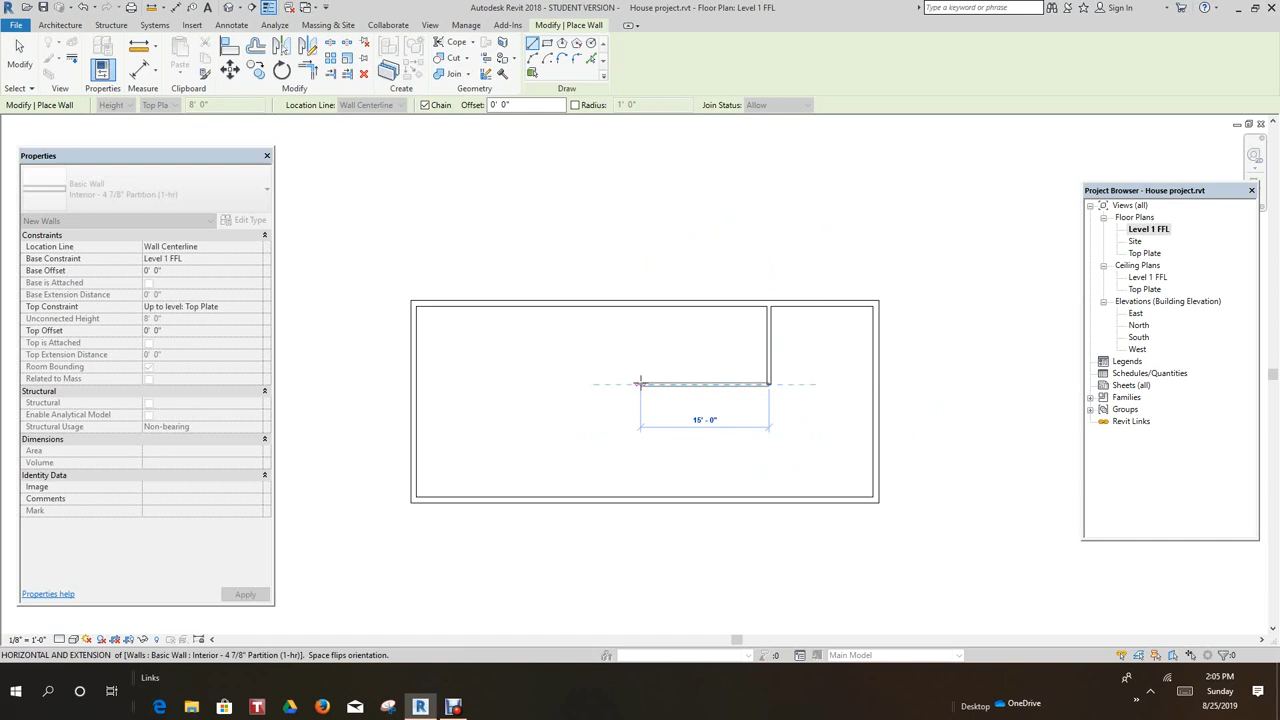 Autodesk Revit 2018 - STUDENT VERSION - House project.rvt - Floor Plan: Level 1 FFL
Type a keyword or phrase
Sign In
File Architecture Structure Systems Insert Annotate Analyze Massing & Site Collaborate View Manage Add-Ins Modify | Place Wall
Modify
Paste
Cope
Cut
Join
Select Properties Clipboard Geometry Modify View Measure Create Draw
Modify | Place Wall Height Top Pla 8' 0" Location Line: Wall Centerline Chain Offset: 0' 0" Radius: 1' 0" Join Status: Allow
Properties
Basic Wall
Interior - 4 7/8" Partition (1-hr)
New Walls Edit Type
Constraints
Location Line Wall Centerline
Base Constraint Level 1 FFL
Base Offset 0' 0"
Base is Attached
Base Extension Distance 0' 0"
Top Constraint Up to level: Top Plate
Unconnected Height 8' 0"
Top Offset 0' 0"
Top is Attached
Top Extension Distance 0' 0"
Room Bounding
Related to Mass
Structural
Structural
Enable Analytical Model
Structural Usage Non-bearing
Dimensions
Area
Volume
Identity Data
Image
Comments
Mark
Properties help Apply
15' - 0"
Project Browser - House project.rvt
Views (all)
Floor Plans
Level 1 FFL
Site
Top Plate
Ceiling Plans
Level 1 FFL
Top Plate
Elevations (Building Elevation)
East
North
South
West
Legends
Schedules/Quantities
Sheets (all)
Families
Groups
Revit Links
1/8" = 1'-0"
HORIZONTAL AND EXTENSION of [Walls : Basic Wall : Interior - 4 7/8" Partition (1-hr)]. Space flips orientation.
:0 Main Model :0
Links
Desktop OneDrive
2:05 PM
Sunday
8/25/2019